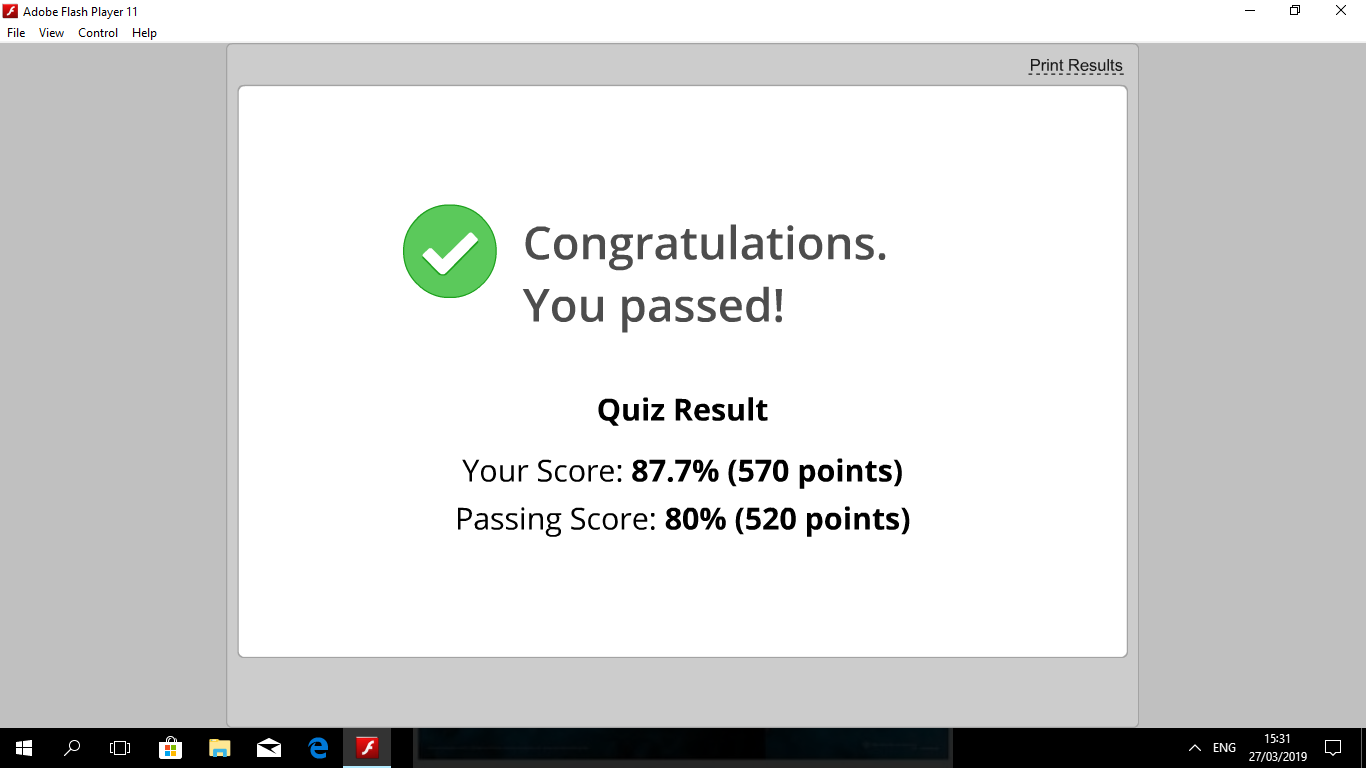 Adobe Flash Player 11
File View Control Help
Print Results
Congratulations.
You passed!
Quiz Result
Your Score: 87.7% (570 points)
Passing Score: 80% (520 points)
ENG
15:31
27/03/2019